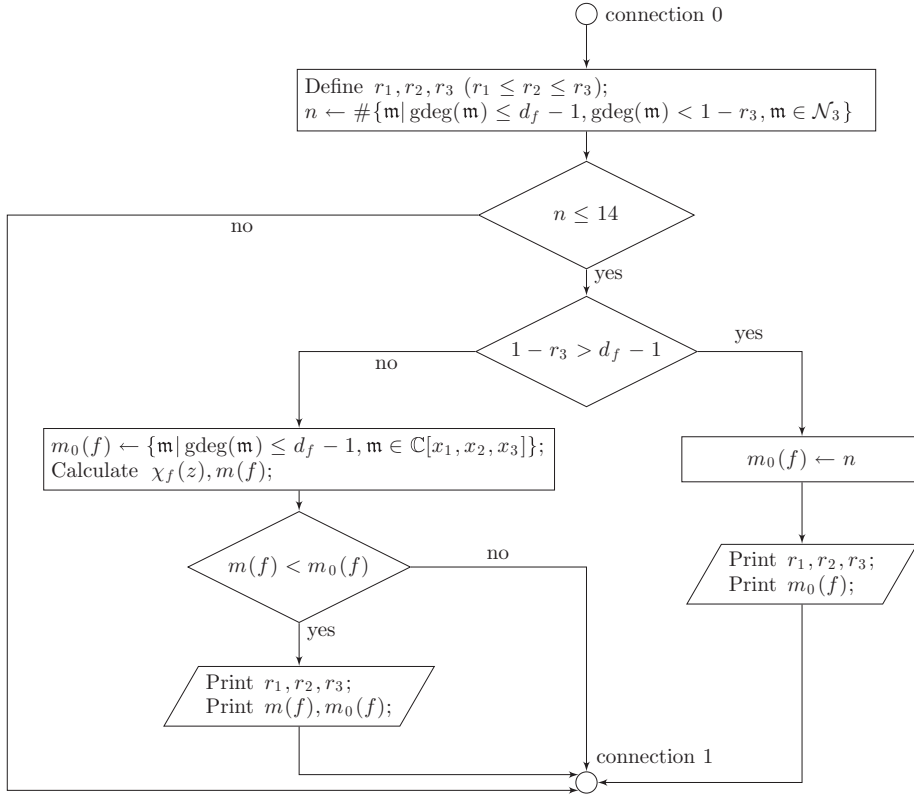 connection 0
Define r₁, r₂, r₃ (r₁ ≤ r₂ ≤ r₃);
n ← #{𝔪| gdeg(𝔪) ≤ d_f − 1, gdeg(𝔪) < 1 − r₃, 𝔪 ∈ 𝒩₃}
n ≤ 14
no
yes
1 − r₃ > d_f − 1
yes
no
m₀(f) ← {𝔪| gdeg(𝔪) ≤ d_f − 1, 𝔪 ∈ ℂ[x₁, x₂, x₃]};
Calculate χ_f(z), m(f);
m₀(f) ← n
m(f) < m₀(f)
no
yes
Print r₁, r₂, r₃;
Print m₀(f);
Print r₁, r₂, r₃;
Print m(f), m₀(f);
connection 1